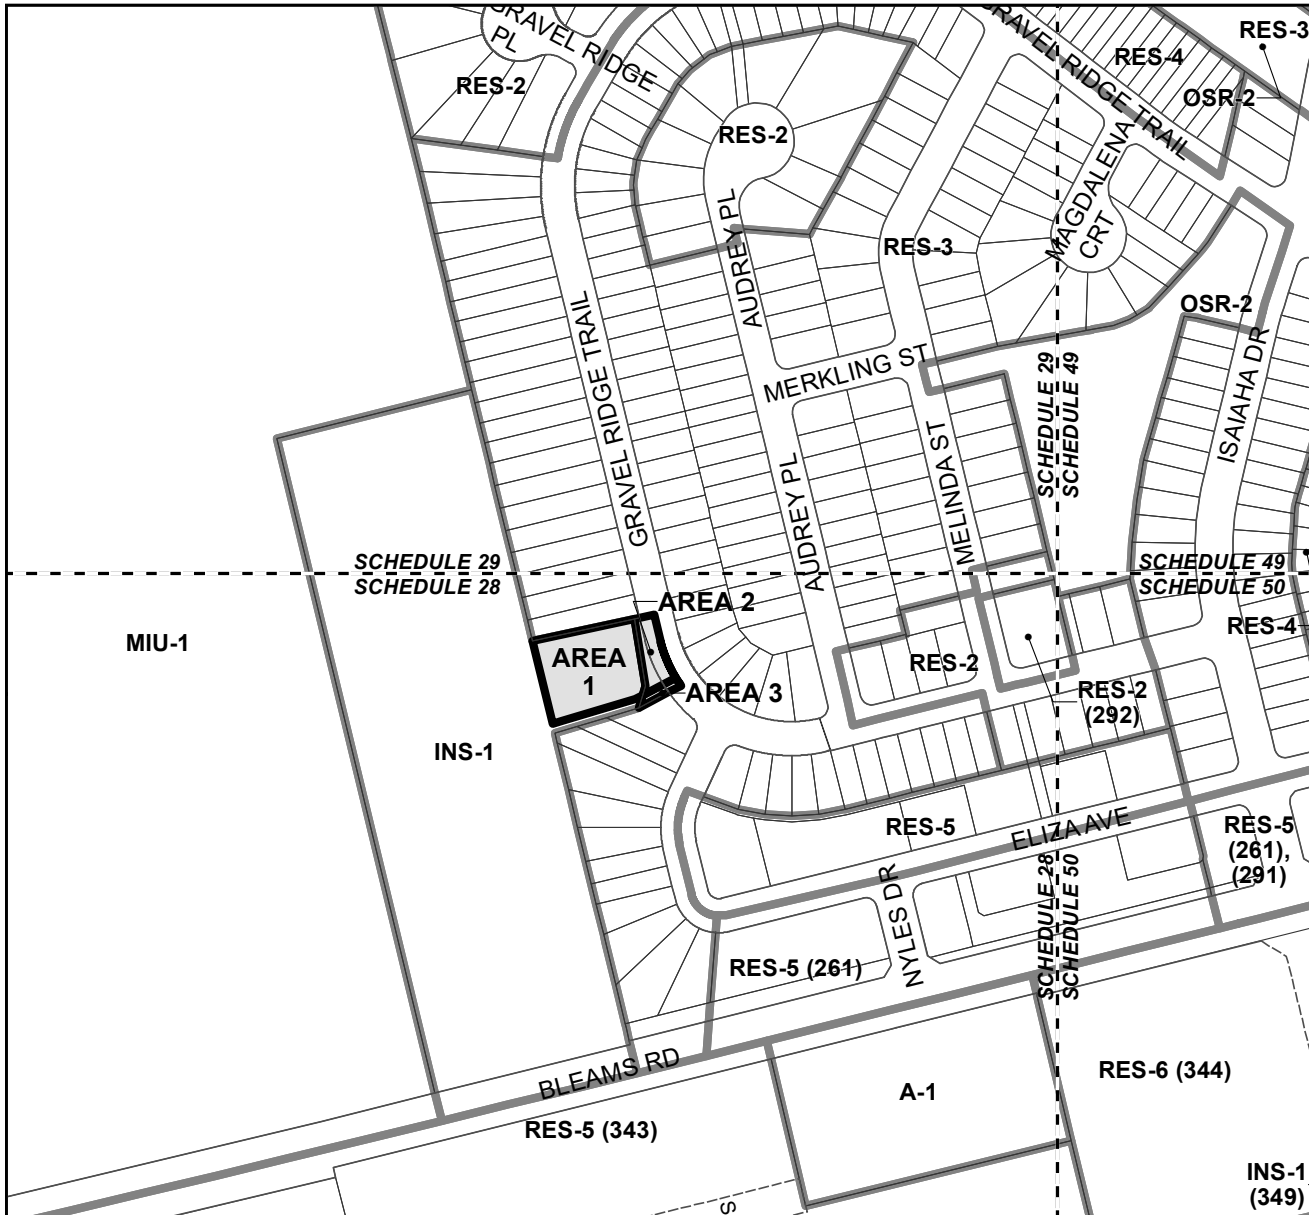 GRAVEL RIDGE
PL
GRAVEL RIDGE TRAIL
RES-3
RES-4
RES-2
OSR-2
RES-2
MAGDALENA
CRT
AUDREY PL
RES-3
OSR-2
GRAVEL RIDGE TRAIL
MERKLING ST
ISAIAHA DR
SCHEDULE 29
SCHEDULE 49
MELINDA ST
AUDREY PL
SCHEDULE 29
SCHEDULE 28
SCHEDULE 49
SCHEDULE 50
AREA 2
RES-4
MIU-1
AREA
1
RES-2
AREA 3
RES-2
(292)
INS-1
RES-5
ELIZA AVE
RES-5
(261),
(291)
NYLES DR
SCHEDULE 28
SCHEDULE 50
RES-5 (261)
BLEAMS RD
RES-6 (344)
A-1
RES-5 (343)
INS-1
(349)
S